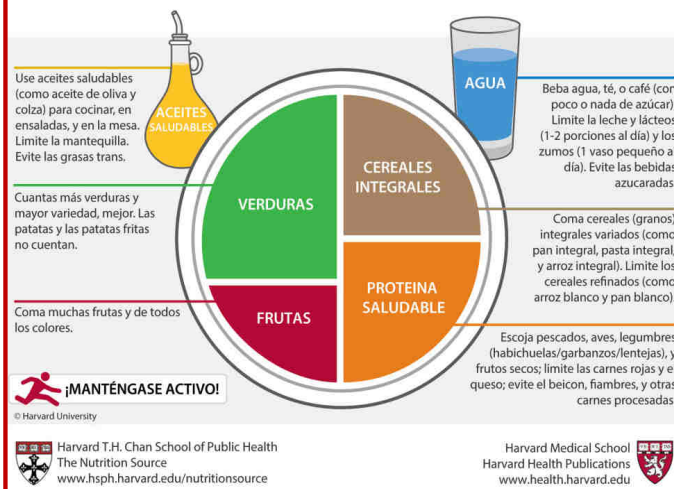 Use aceites saludables
(como aceite de oliva y
colza) para cocinar, en
ensaladas, y en la mesa.
Limite la mantequilla.
Evite las grasas trans.
ACEITES
SALUDABLES
AGUA
Beba agua, té, o café (con
poco o nada de azúcar)
Limite la leche y lácteos
(1-2 porciones al día) y los
zumos (1 vaso pequeño a
día). Evite las bebidas
azucaradas
VERDURAS
CEREALES
INTEGRALES
Cuantas más verduras y
mayor variedad, mejor. Las
patatas y las patatas fritas
no cuentan.
Coma cereales (granos)
integrales variados (como
pan integral, pasta integral,
y arroz integral). Limite los
cereales refinados (como
arroz blanco y pan blanco)
Coma muchas frutas y de todos
los colores.
FRUTAS
PROTEINA
SALUDABLE
Escoja pescados, aves, legumbres
(habichuelas/garbanzos/lentejas), y
frutos secos; limite las carnes rojas y e
queso; evite el beicon, fiambres, y otras
carnes procesadas
¡MANTÉNGASE ACTIVO!
© Harvard University
Harvard T.H. Chan School of Public Health
The Nutrition Source
www.hsph.harvard.edu/nutritionsource
Harvard Medical School
Harvard Health Publications
www.health.harvard.edu